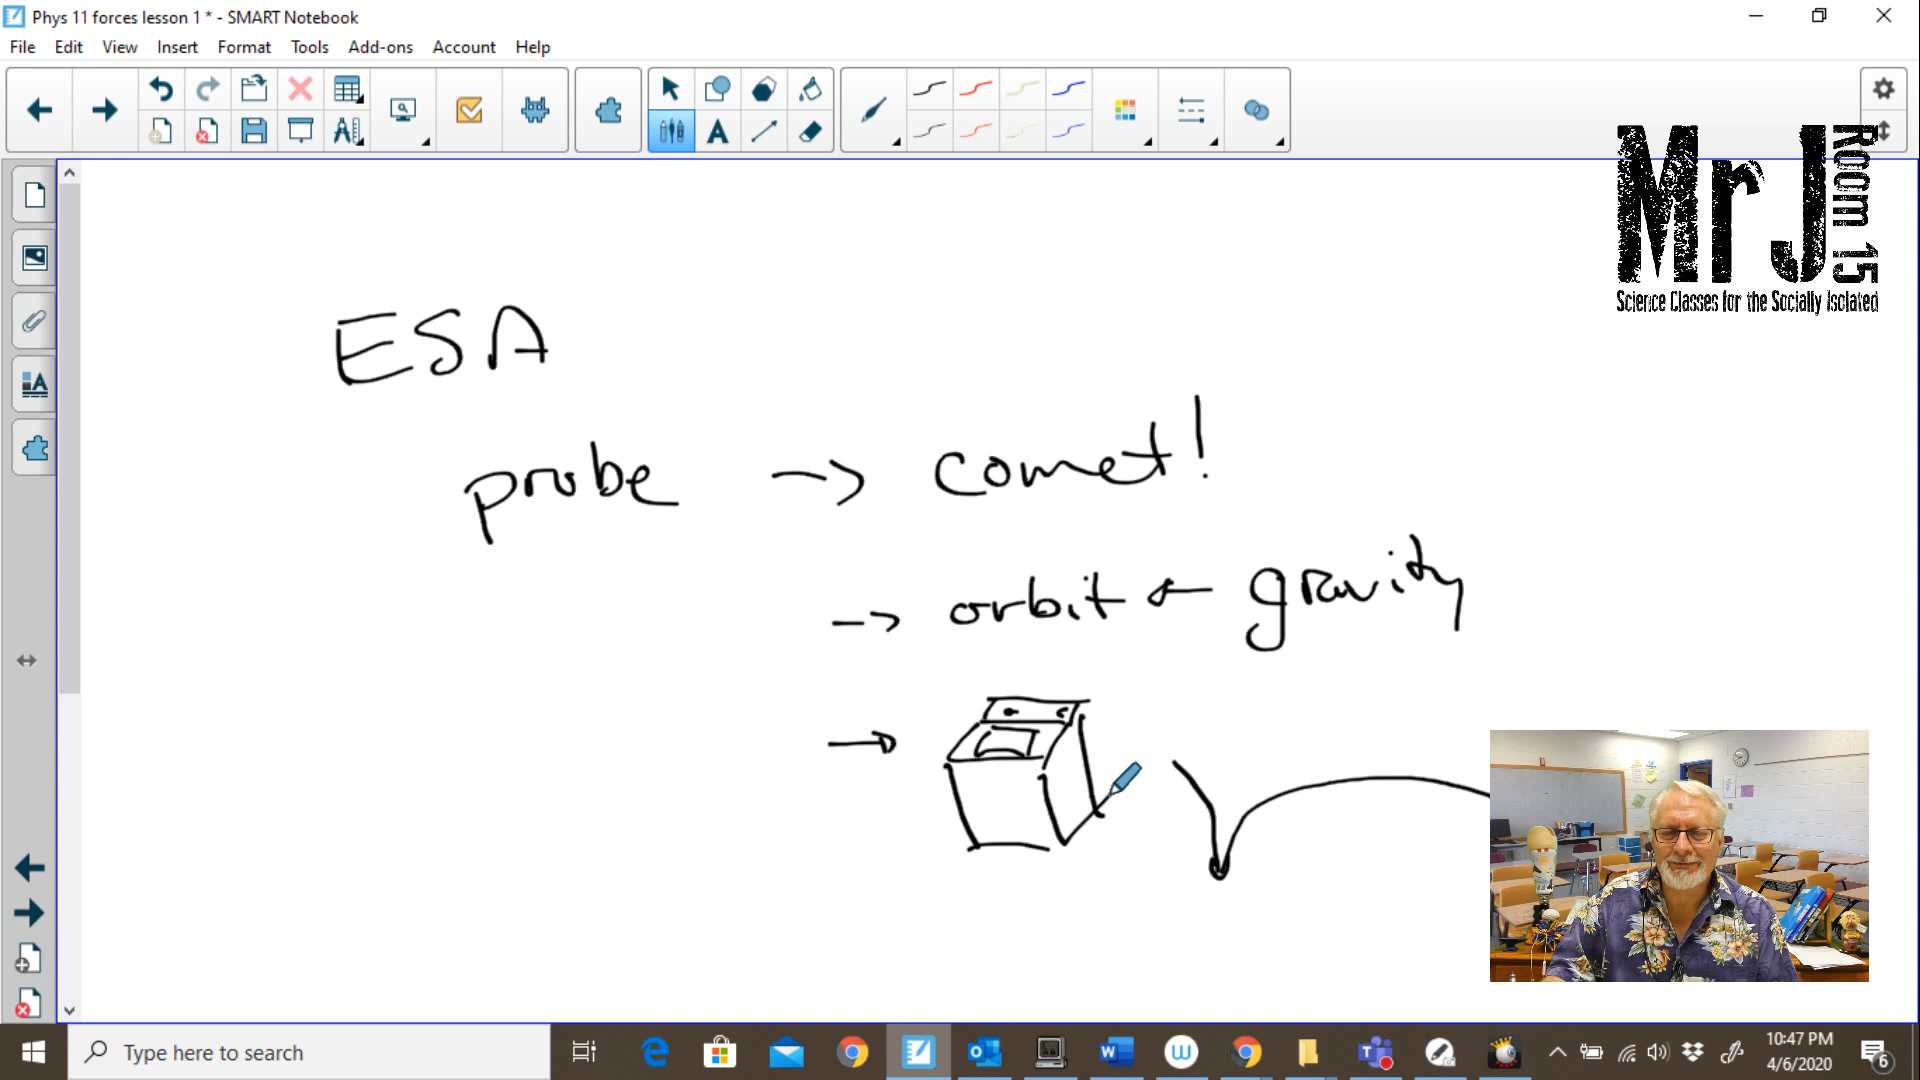 Phys 11 forces lesson 1 * - SMART Notebook
File Edit View Insert Format Tools Add-ons Account Help
MrJ
Room 15
Science Classes for the Socially Isolated
ESA
probe -> comet!
-> orbit <- gravity
->
Type here to search
10:47 PM
4/6/2020
6